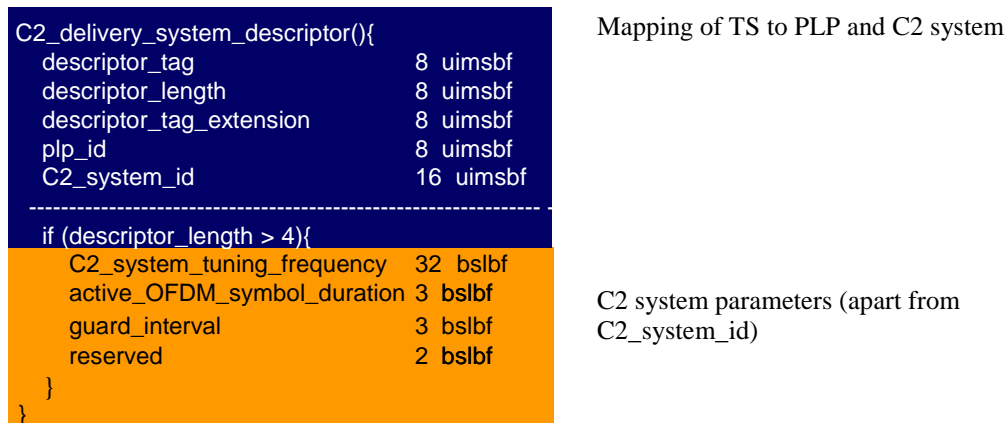 C2_delivery_system_descriptor(){
descriptor_tag 8 uimsbf
descriptor_length 8 uimsbf
descriptor_tag_extension 8 uimsbf
plp_id 8 uimsbf
C2_system_id 16 uimsbf
----------------------------------------------------------------- -
if (descriptor_length > 4){
C2_system_tuning_frequency 32 bslbf
active_OFDM_symbol_duration 3 bslbf
guard_interval 3 bslbf
reserved 2 bslbf
}
}
Mapping of TS to PLP and C2 system
C2 system parameters (apart from
C2_system_id)